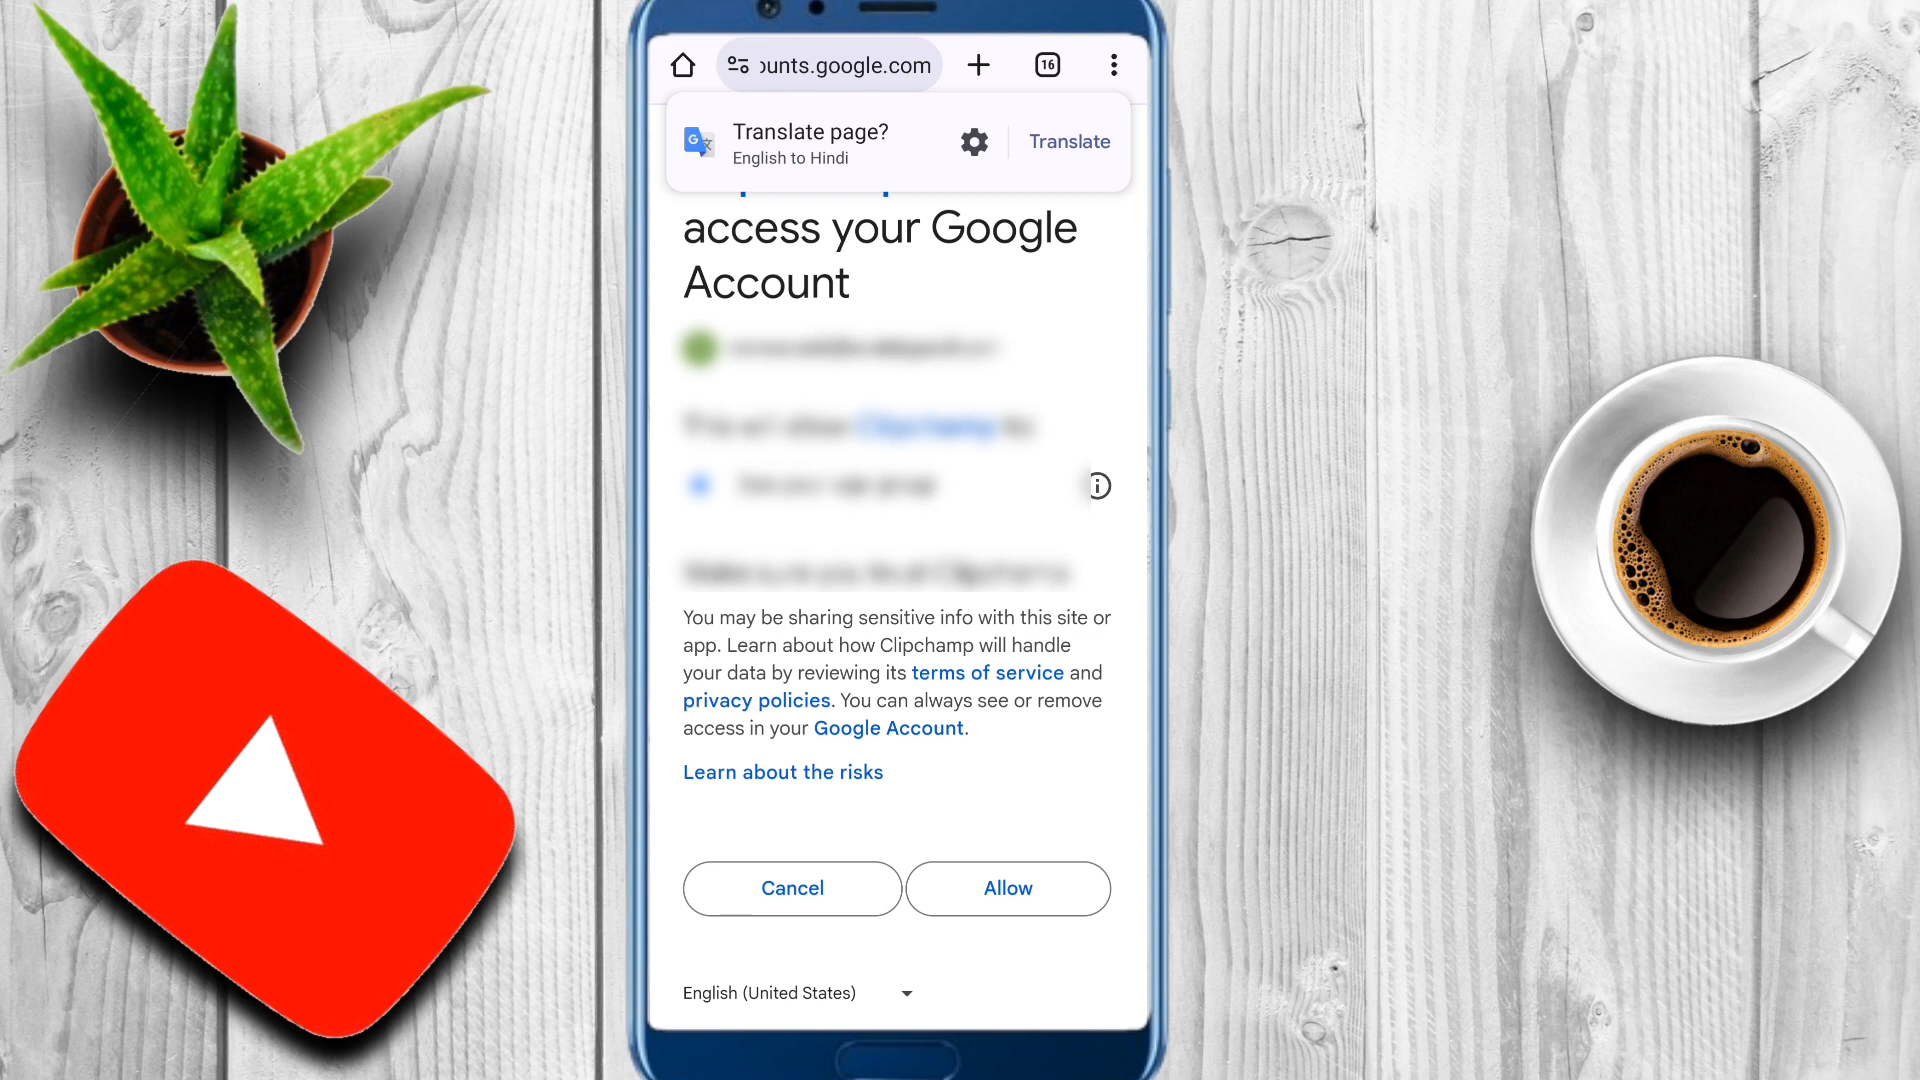 ounts.google.com
16
Translate page?
English to Hindi
Translate
access your Google
Account
You may be sharing sensitive info with this site or
app. Learn about how Clipchamp will handle
your data by reviewing its terms of service and
privacy policies. You can always see or remove
access in your Google Account.
Learn about the risks
Cancel
Allow
English (United States)